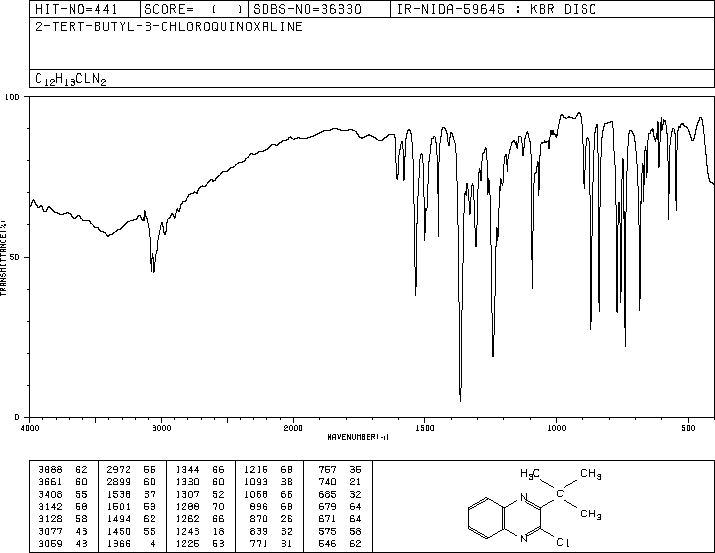 HIT-NO=441 SCORE= ( ) SDBS-NO=36330 IR-NIDA-59645 : KBR DISC
2-TERT-BUTYL-3-CHLOROQUINOXALINE
C12H13CLN2
100
50
0
TRANSMITTANCE(%)
4000 3000 2000 1500 1000 500
WAVENUMBER(-1)
62 2972 56 1344 66 1216 68 757 35
3661 60 2899 60 1330 60 1093 38 740 21
3408 55 1538 37 1307 52 1068 66 685 32
3142 60 1501 53 1288 70 896 68 679 64
3128 58 1494 62 1262 66 870 26 671 64
3077 43 1450 55 1243 18 839 32 575 58
3059 43 1366 4 1225 53 771 31 546 62
H3C CH3
C
CH3
N
N
Cl